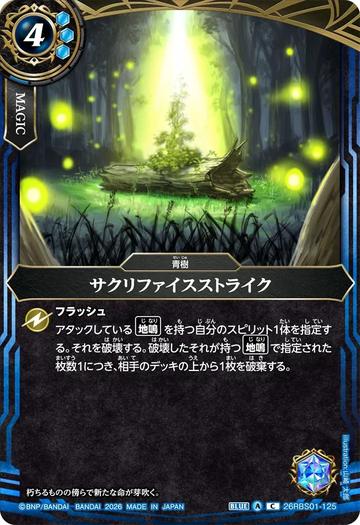 4
MAGIC
せいじゅ
青樹
サクリファイスストライク
フラッシュ
アタックしている 地鳴 を持つ自分のスピリット1体を指定す
る。それを破壊する。破壊したそれが持つ 地鳴 で指定された
枚数1につき、相手のデッキの上から1枚を破棄する。
朽ちるものの傍らで新たな命が芽吹く。
©BNP/BANDAI ©BANDAI 2026 MADE IN JAPAN
BLUE A C 26RBS01-125